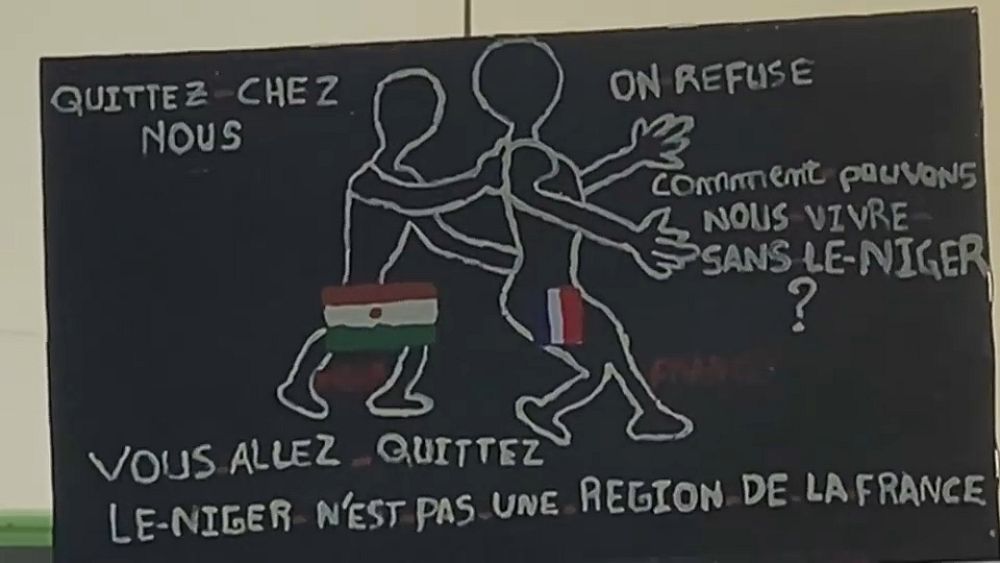 QUITTEZ CHEZ
NOUS
ON REFUSE
comment pouvons
NOUS VIVRE
SANS LE-NIGER
?
FRANCE
VOUS ALLEZ QUITTEZ
LE-NIGER N'EST PAS UNE REGION DE LA FRANCE